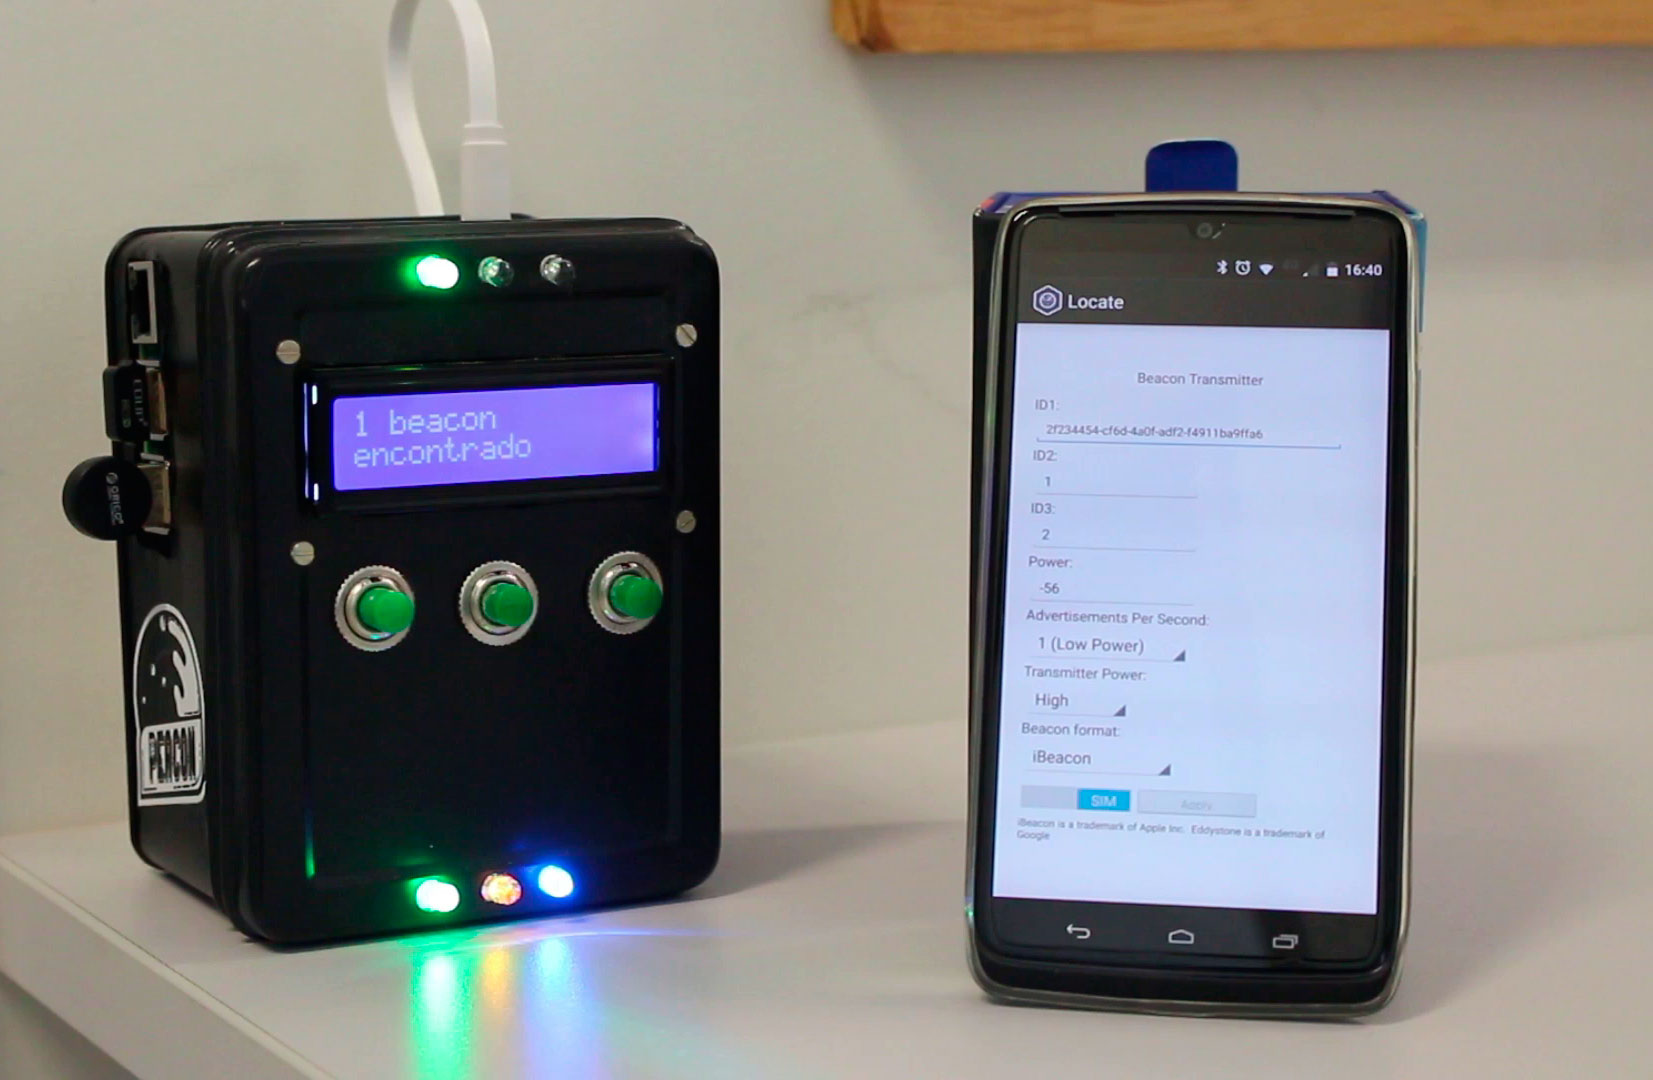 1 beacon
encontrado
ORICO
PERCON
16:40
Locate
Beacon Transmitter
ID1:
2f234454-cf6d-4a0f-adf2-f4911ba9ffa6
ID2:
1
ID3:
2
Power:
-56
Advertisements Per Second:
1 (Low Power)
Transmitter Power:
High
Beacon format:
iBeacon
SIM
Apply
iBeacon is a trademark of Apple Inc. Eddystone is a trademark of
Google